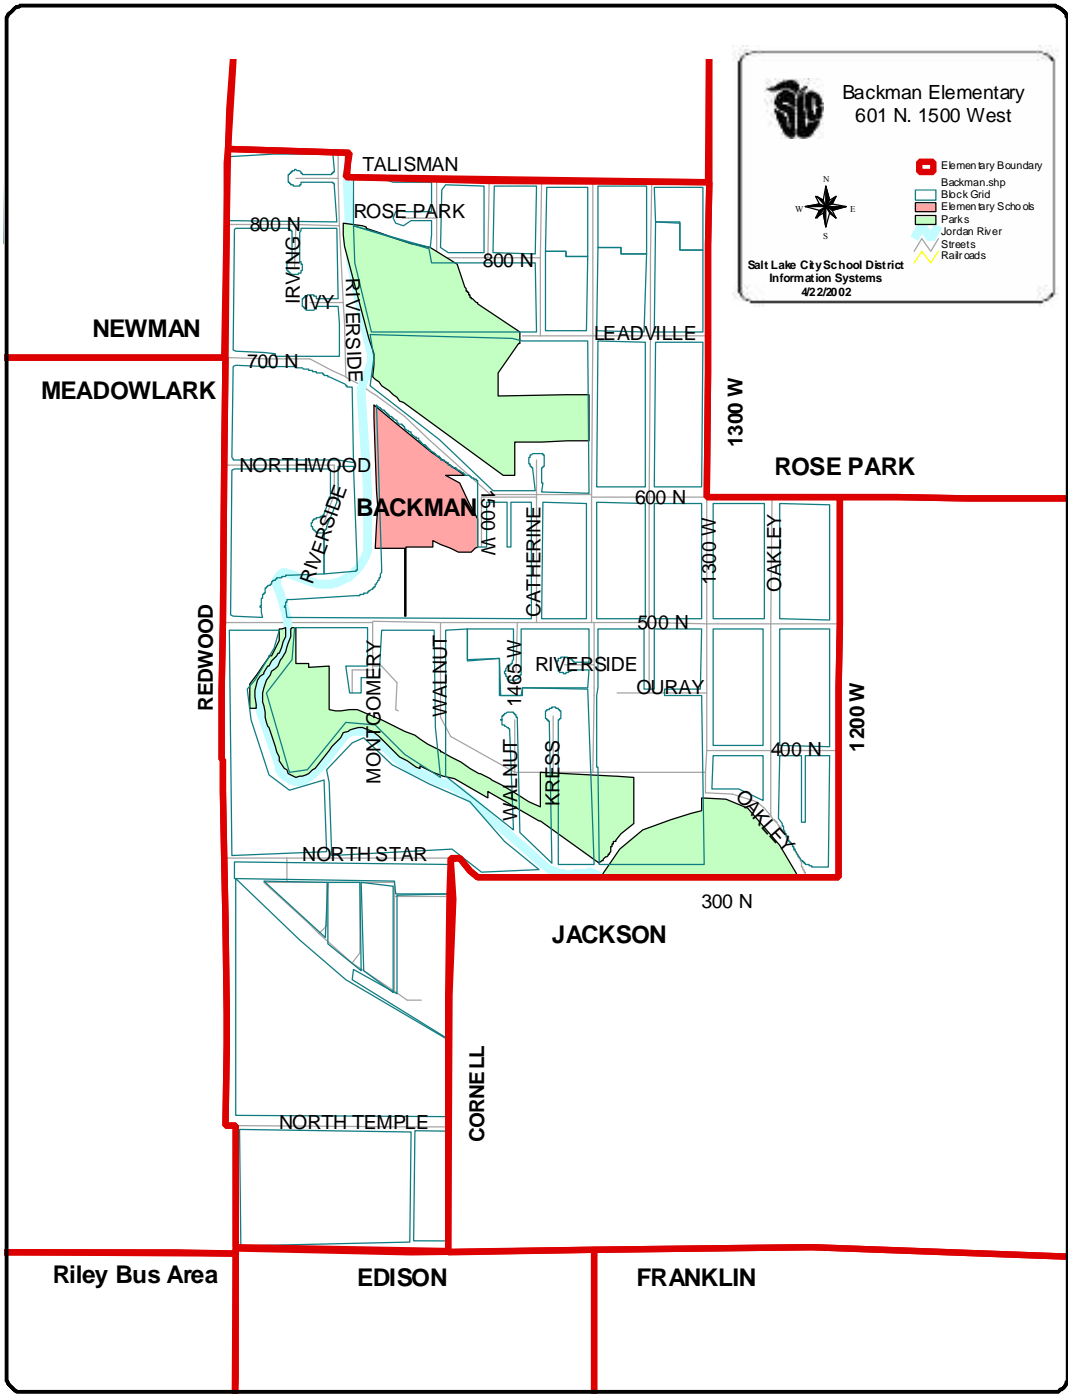 Backman Elementary
601 N. 1500 West
SLC
Elementary Boundary
Backman.shp
Block Grid
Elementary Schools
Parks
Jordan River
Streets
Railroads
N
W
E
S
Salt Lake City School District
Information Systems
4/22/2002
TALISMAN
ROSE PARK
800 N
IRVING
800 N
IVY
RIVERSIDE
NEWMAN
LEADVILLE
700 N
MEADOWLARK
1300 W
NORTHWOOD
ROSE PARK
600 N
BACKMAN
1500 W
RIVERSIDE
CATHERINE
1300 W
OAKLEY
500 N
REDWOOD
MONTGOMERY
WALNUT
1465 W
RIVERSIDE
OURAY
1200 W
400 N
WALNUT
KRESS
OAKLEY
NORTH STAR
300 N
JACKSON
CORNELL
NORTH TEMPLE
Riley Bus Area
EDISON
FRANKLIN